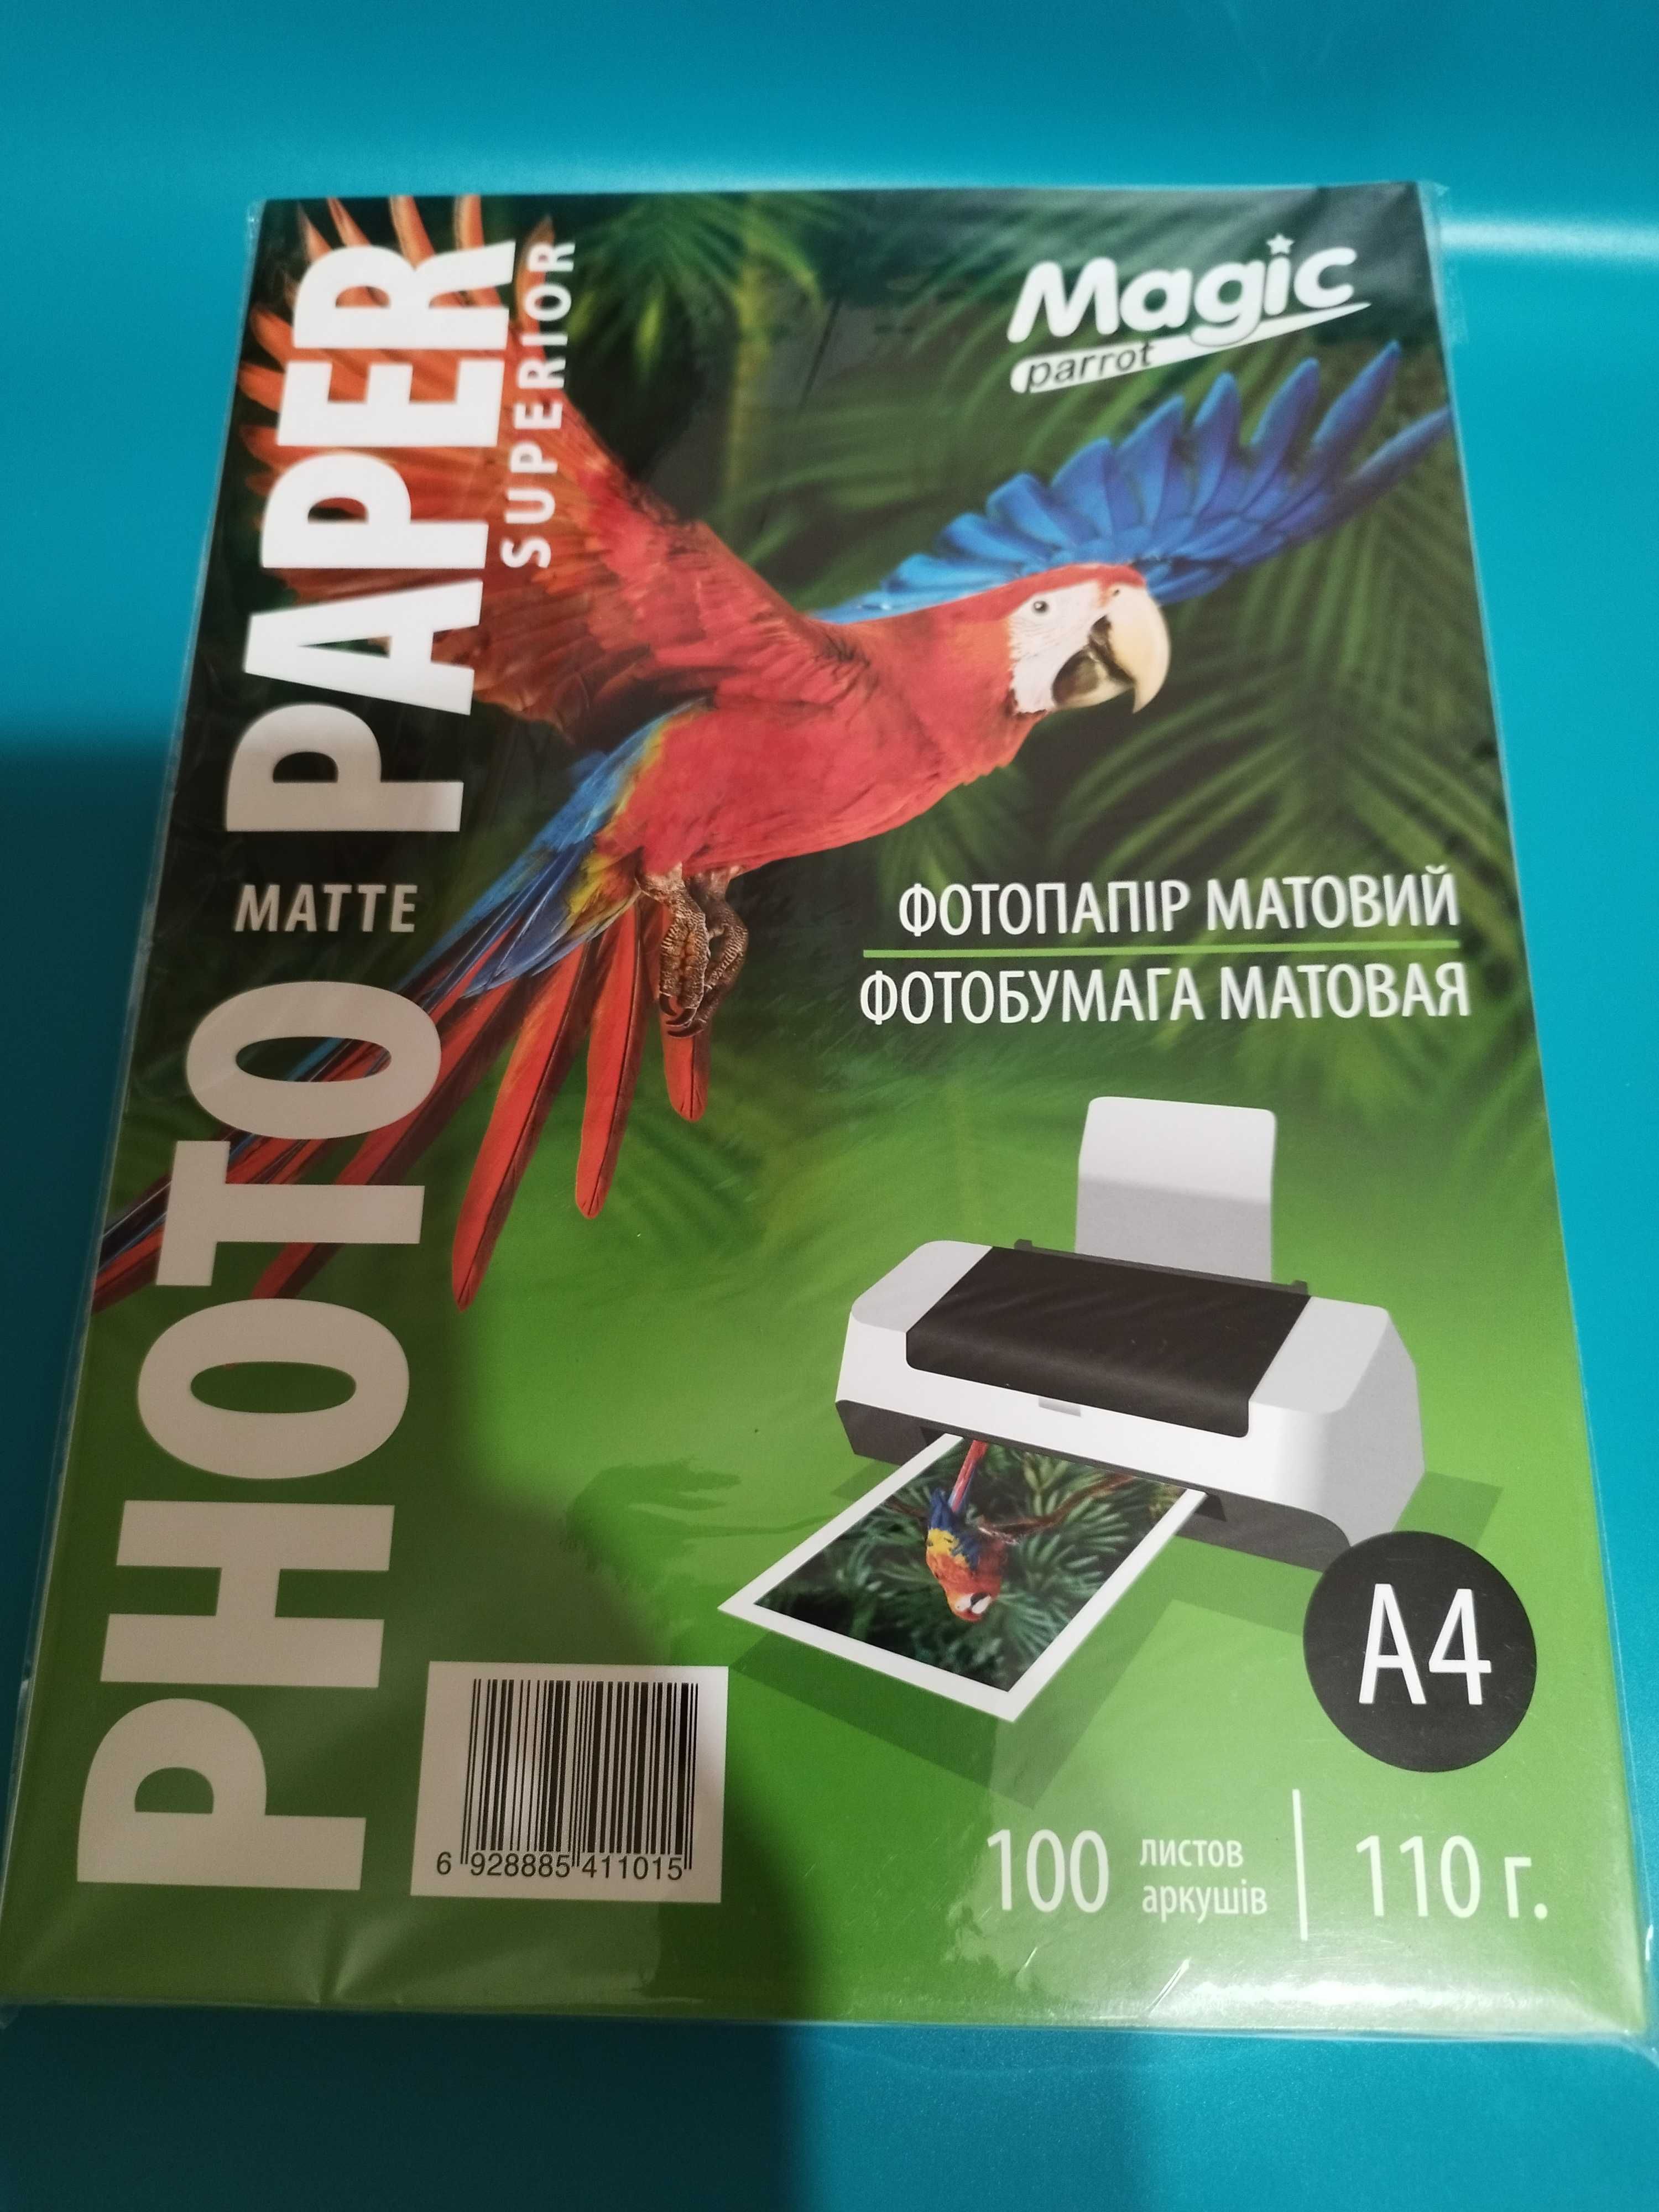 Magic
parrot
PHOTO PAPER
MATTE
SUPERIOR
ФОТОПАПІР МАТОВИЙ
ФОТОБУМАГА МАТОВАЯ
A4
100 листов
аркушів
110 г.
6 928885 411015